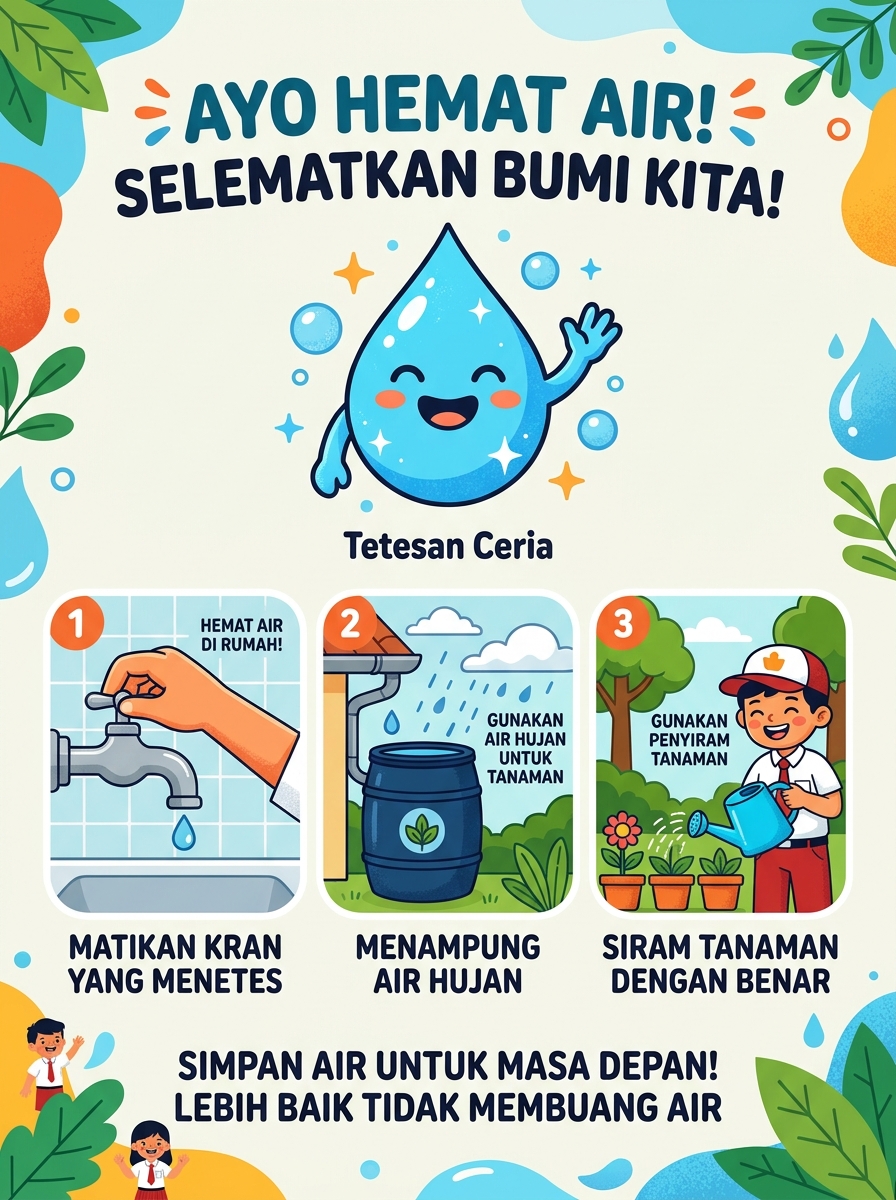 AYO HEMAT AIR!
SELEMATKAN BUMI KITA!
Tetesan Ceria
1
HEMAT AIR
DI RUMAH!
MATIKAN KRAN
YANG MENETES
2
GUNAKAN
AIR HUJAN
UNTUK
TANAMAN
MENAMPUNG
AIR HUJAN
3
GUNAKAN
PENYIRAM
TANAMAN
SIRAM TANAMAN
DENGAN BENAR
SIMPAN AIR UNTUK MASA DEPAN!
LEBIH BAIK TIDAK MEMBUANG AIR